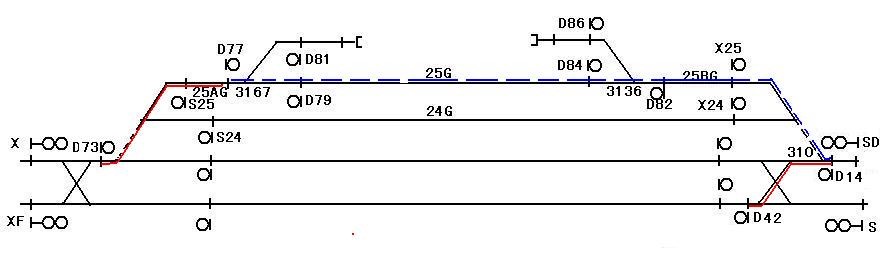 D86
D77
X25
D81
D84
25G
25BG
25AG
3167
3136
S25
D79
D82
X24
24G
S24
X
D73
SD
310
D14
XF
D42
S